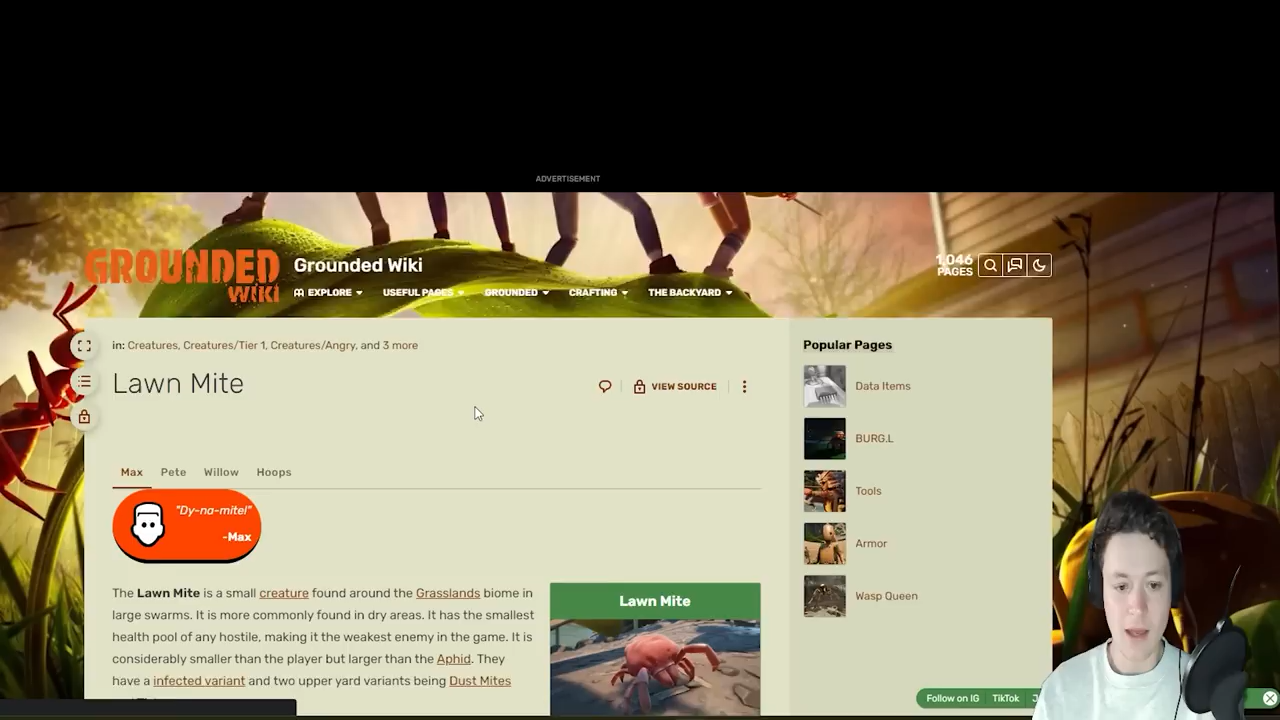 ADVERTISEMENT
GROUNDED
WIKI
Grounded Wiki
1,046
PAGES
EXPLORE
USEFUL PAGES
GROUNDED
CRAFTING
THE BACKYARD
in: Creatures, Creatures/Tier 1, Creatures/Angry, and 3 more
Popular Pages
Lawn Mite
VIEW SOURCE
Data Items
BURG.L
Max Pete Willow Hoops
Tools
"Dy-no-mite!"
-Max
Armor
The Lawn Mite is a small creature found around the Grasslands biome in
large swarms. It is more commonly found in dry areas. It has the smallest
health pool of any hostile, making it the weakest enemy in the game. It is
considerably smaller than the player but larger than the Aphid. They
have a infected variant and two upper yard variants being Dust Mites
Lawn Mite
Wasp Queen
Follow on IG TikTok